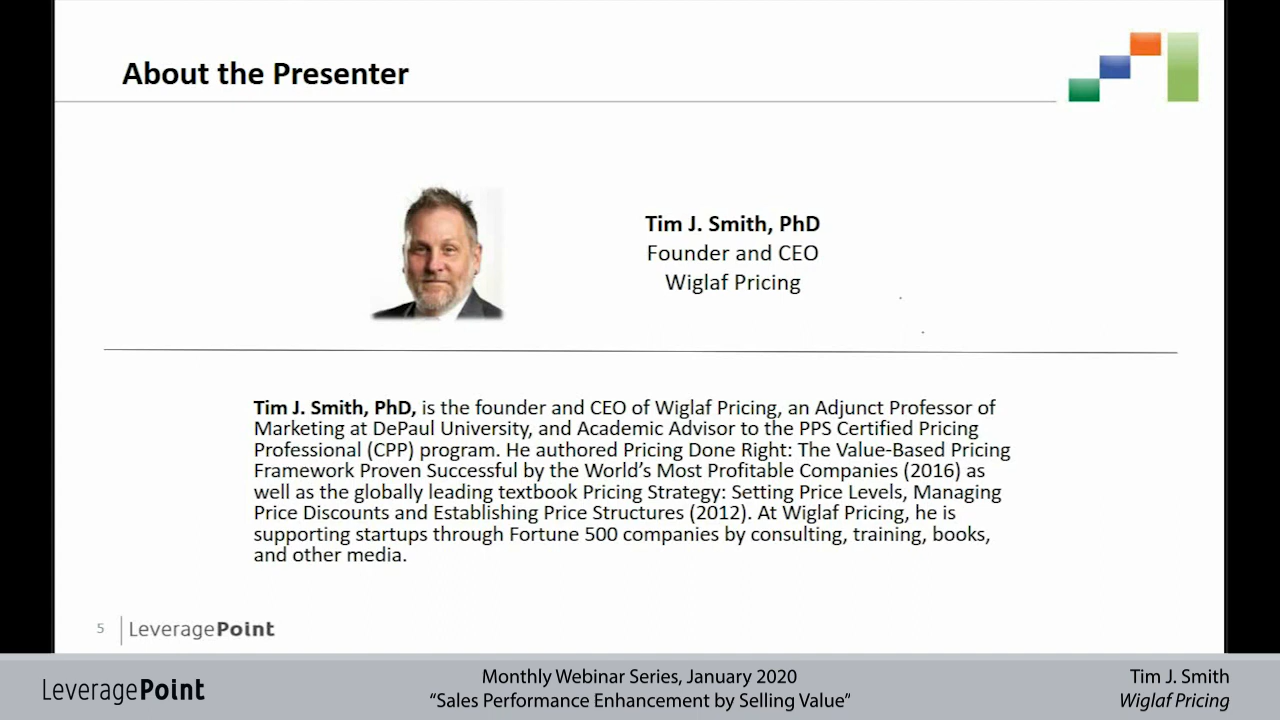 About the Presenter
Tim J. Smith, PhD
Founder and CEO
Wiglaf Pricing
Tim J. Smith, PhD, is the founder and CEO of Wiglaf Pricing, an Adjunct Professor of
Marketing at DePaul University, and Academic Advisor to the PPS Certified Pricing
Professional (CPP) program. He authored Pricing Done Right: The Value-Based Pricing
Framework Proven Successful by the World’s Most Profitable Companies (2016) as
well as the globally leading textbook Pricing Strategy: Setting Price Levels, Managing
Price Discounts and Establishing Price Structures (2012). At Wiglaf Pricing, he is
supporting startups through Fortune 500 companies by consulting, training, books,
and other media.
5 LeveragePoint
LeveragePoint
Monthly Webinar Series, January 2020
“Sales Performance Enhancement by Selling Value”
Tim J. Smith
Wiglaf Pricing